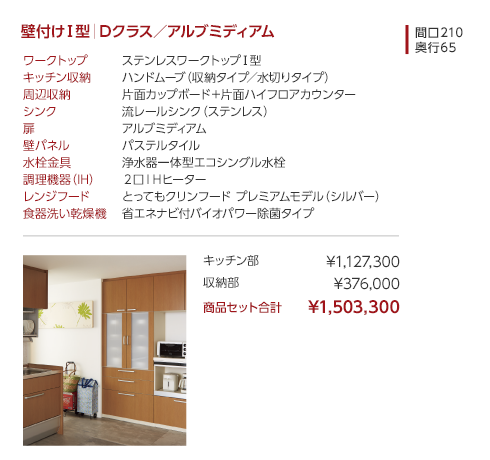 壁付けI型｜Dクラス／アルブミディアム
間口210
奥行65
ワークトップ ステンレスワークトップI型
キッチン収納 ハンドムーブ（収納タイプ／水切りタイプ）
周辺収納 片面カップボード＋片面ハイフロアカウンター
シンク 流レールシンク（ステンレス）
扉 アルブミディアム
壁パネル パステルタイル
水栓金具 浄水器一体型エコシングル水栓
調理機器（IH） 2口IHヒーター
レンジフード とってもクリンフード プレミアムモデル（シルバー）
食器洗い乾燥機 省エネナビ付バイオパワー除菌タイプ
キッチン部 ¥1,127,300
収納部 ¥376,000
商品セット合計 ¥1,503,300